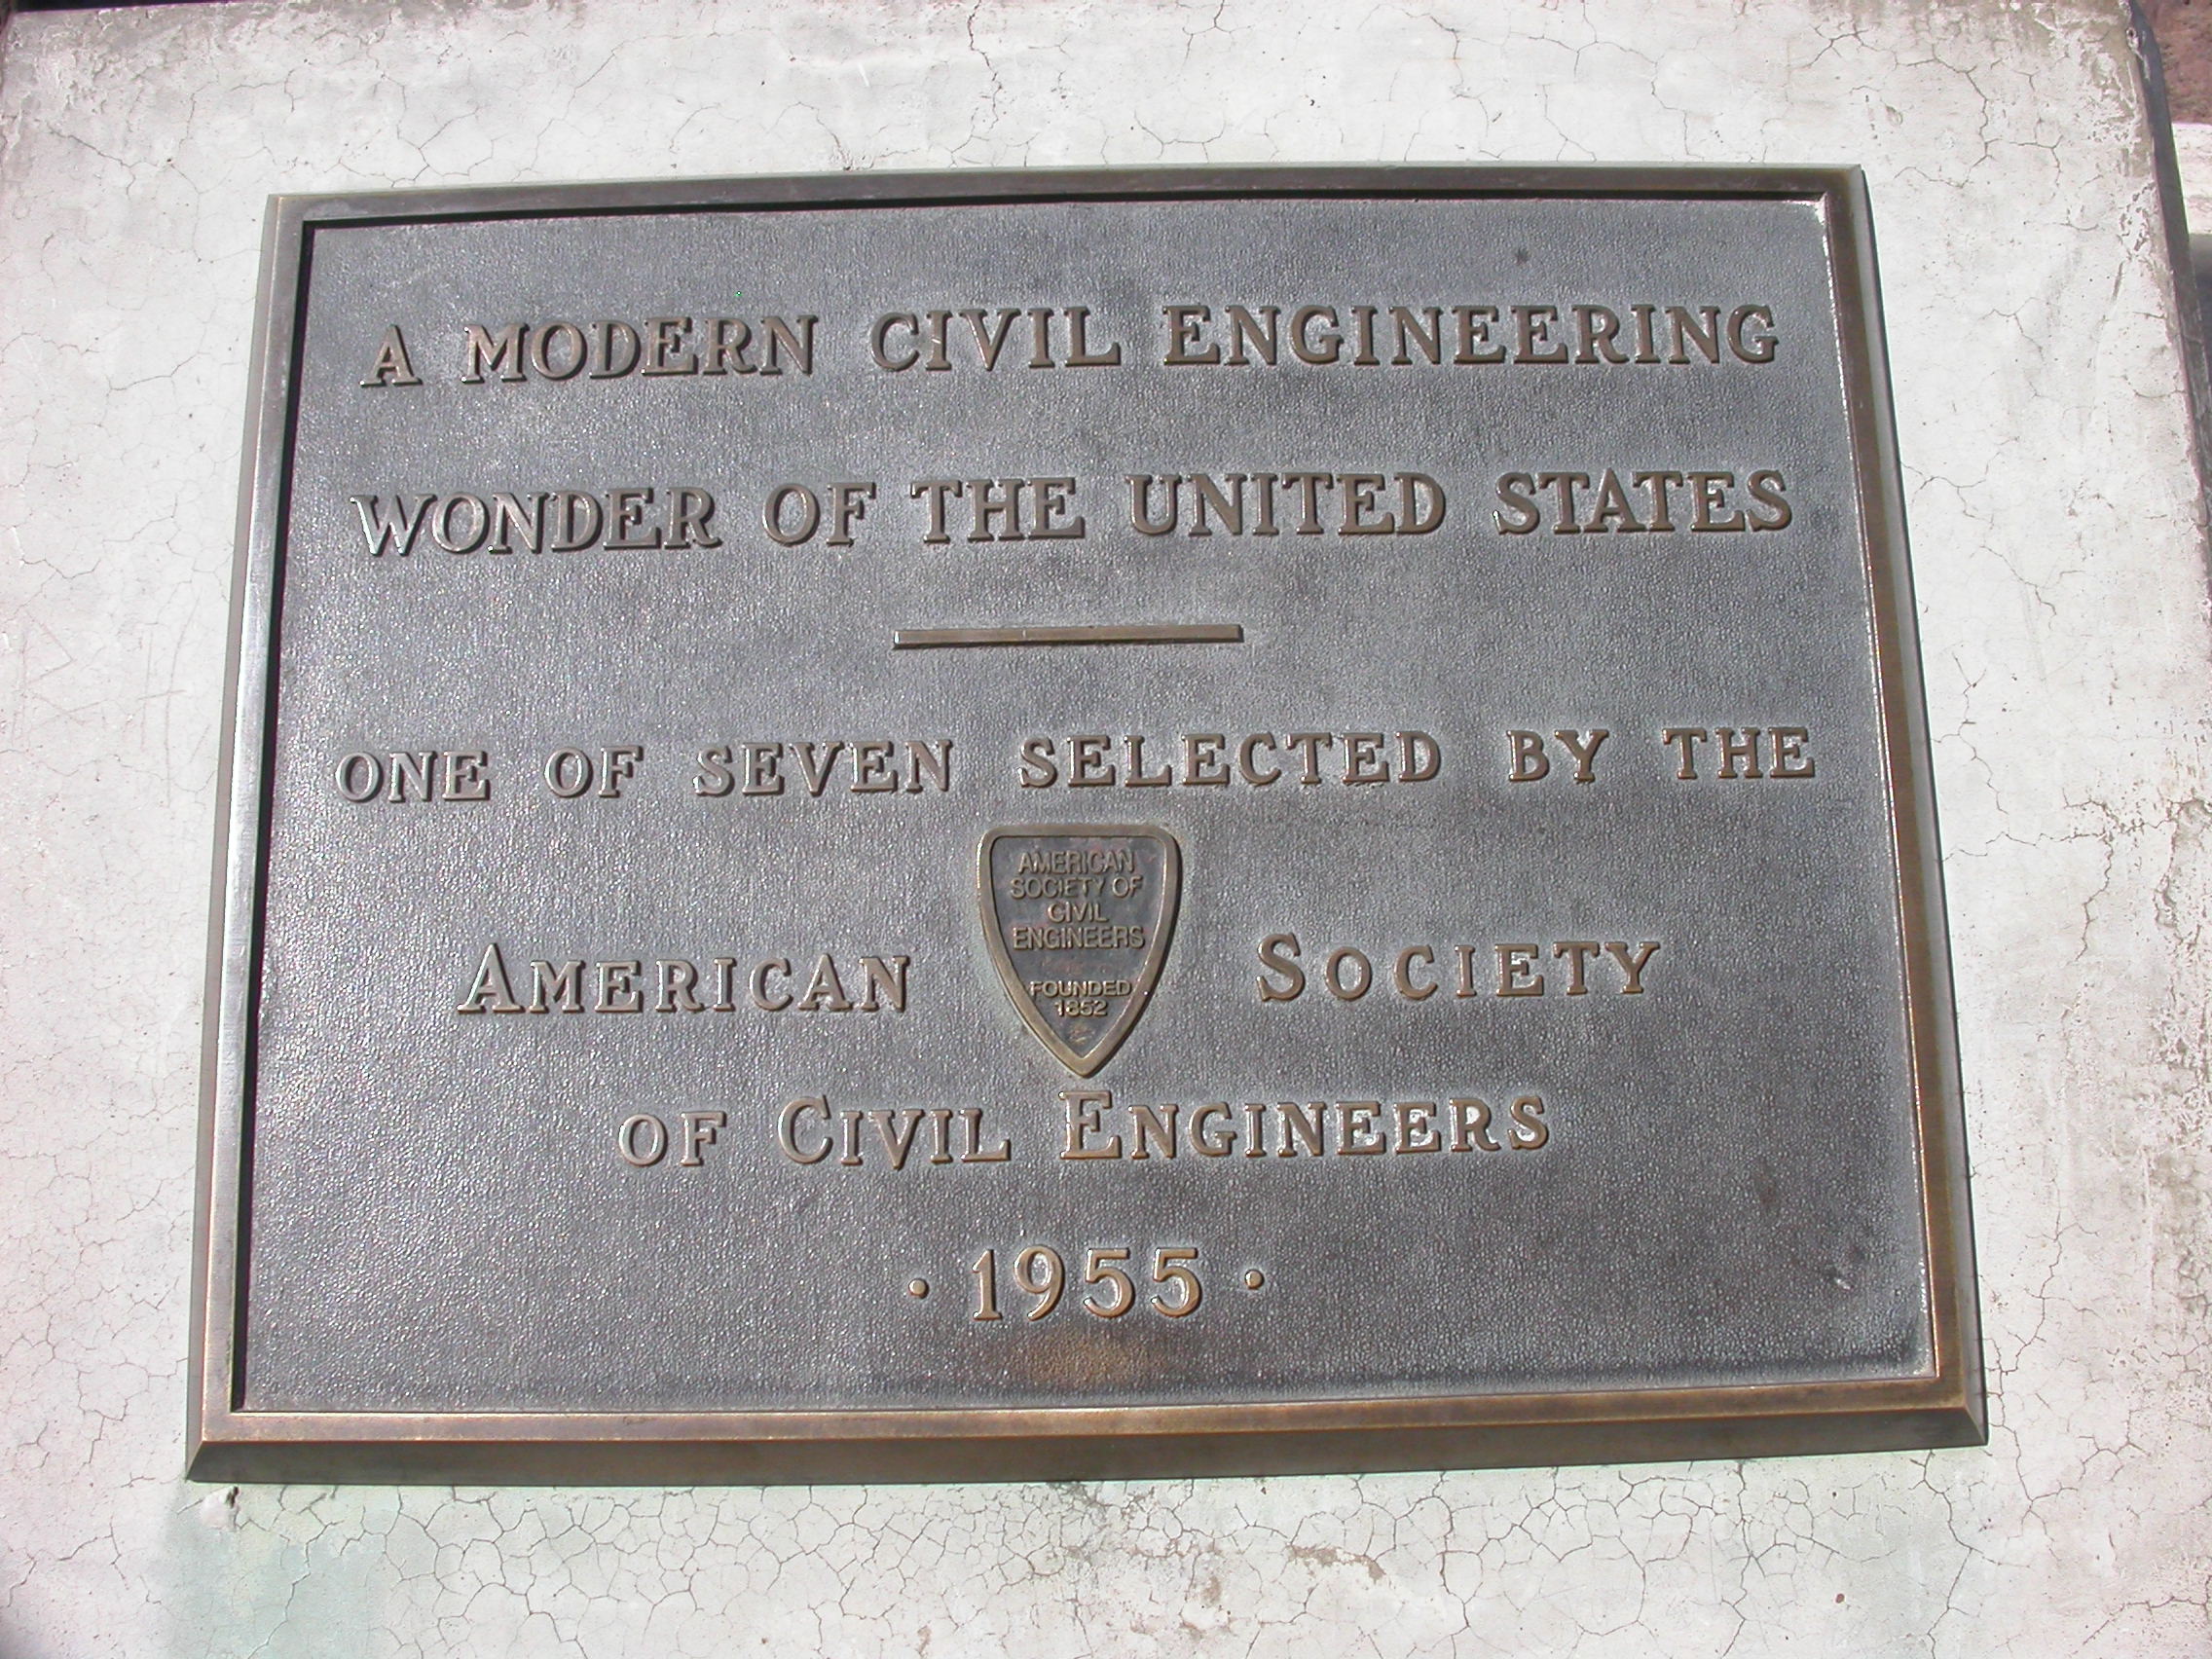 A MODERN CIVIL ENGINEERING
WONDER OF THE UNITED STATES
ONE OF SEVEN SELECTED BY THE
AMERICAN SOCIETY
AMERICAN
SOCIETY OF
CIVIL
ENGINEERS
FOUNDED
1852
OF CIVIL ENGINEERS
· 1955 ·